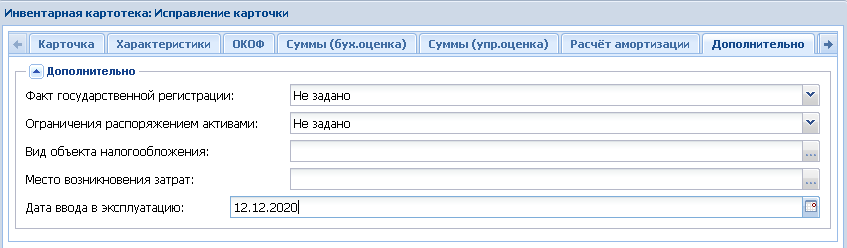 Инвентарная картотека: Исправление карточки
Карточка Характеристики ОКОФ Суммы (бух.оценка) Суммы (упр.оценка) Расчёт амортизации Дополнительно
Дополнительно
Факт государственной регистрации: Не задано
Ограничения распоряжением активами: Не задано
Вид объекта налогообложения: ...
Место возникновения затрат: ...
Дата ввода в эксплуатацию: 12.12.2020